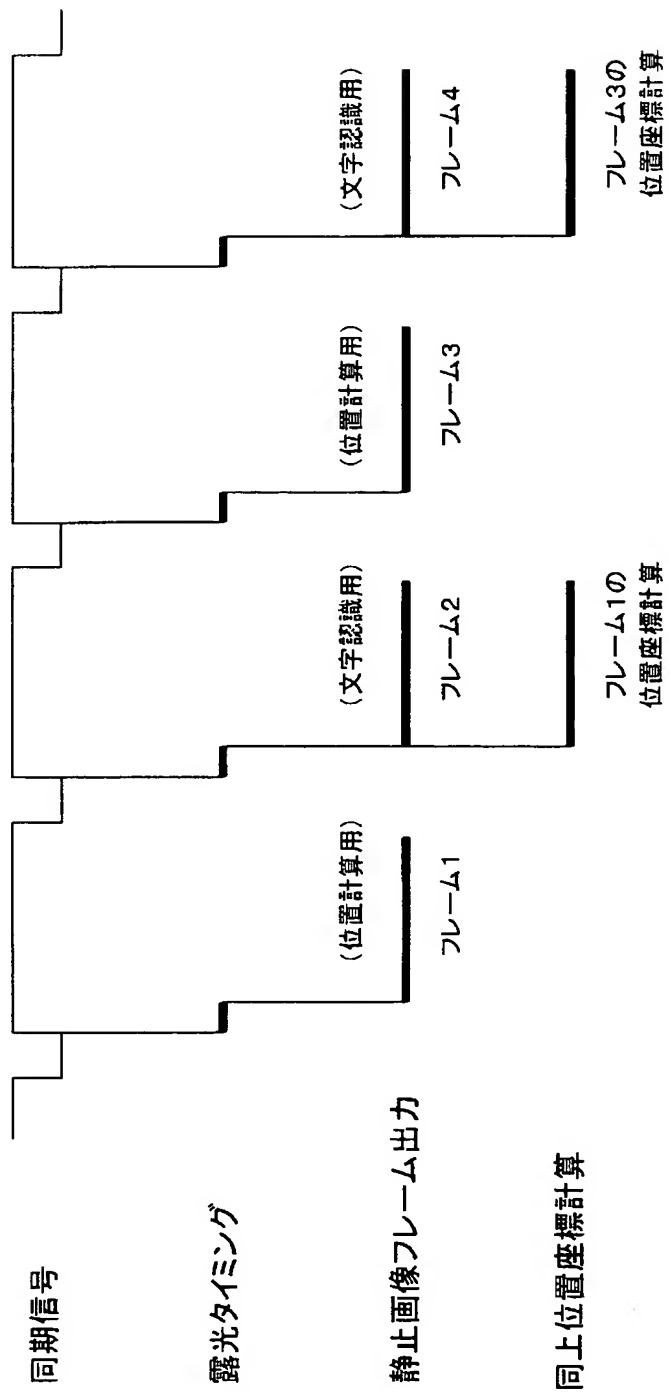 同期信号
露光タイミング
静止画像フレーム出力
(位置計算用)
フレーム1
(文字認識用)
フレーム2
(位置計算用)
フレーム3
(文字認識用)
フレーム4
同上位置座標計算
フレーム1の
位置座標計算
フレーム3の
位置座標計算